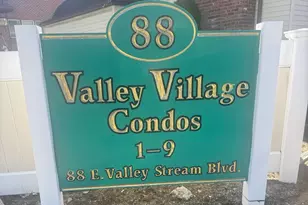 88
Valley Village
Condos
1-9
88 E. Valley Stream Blvd.